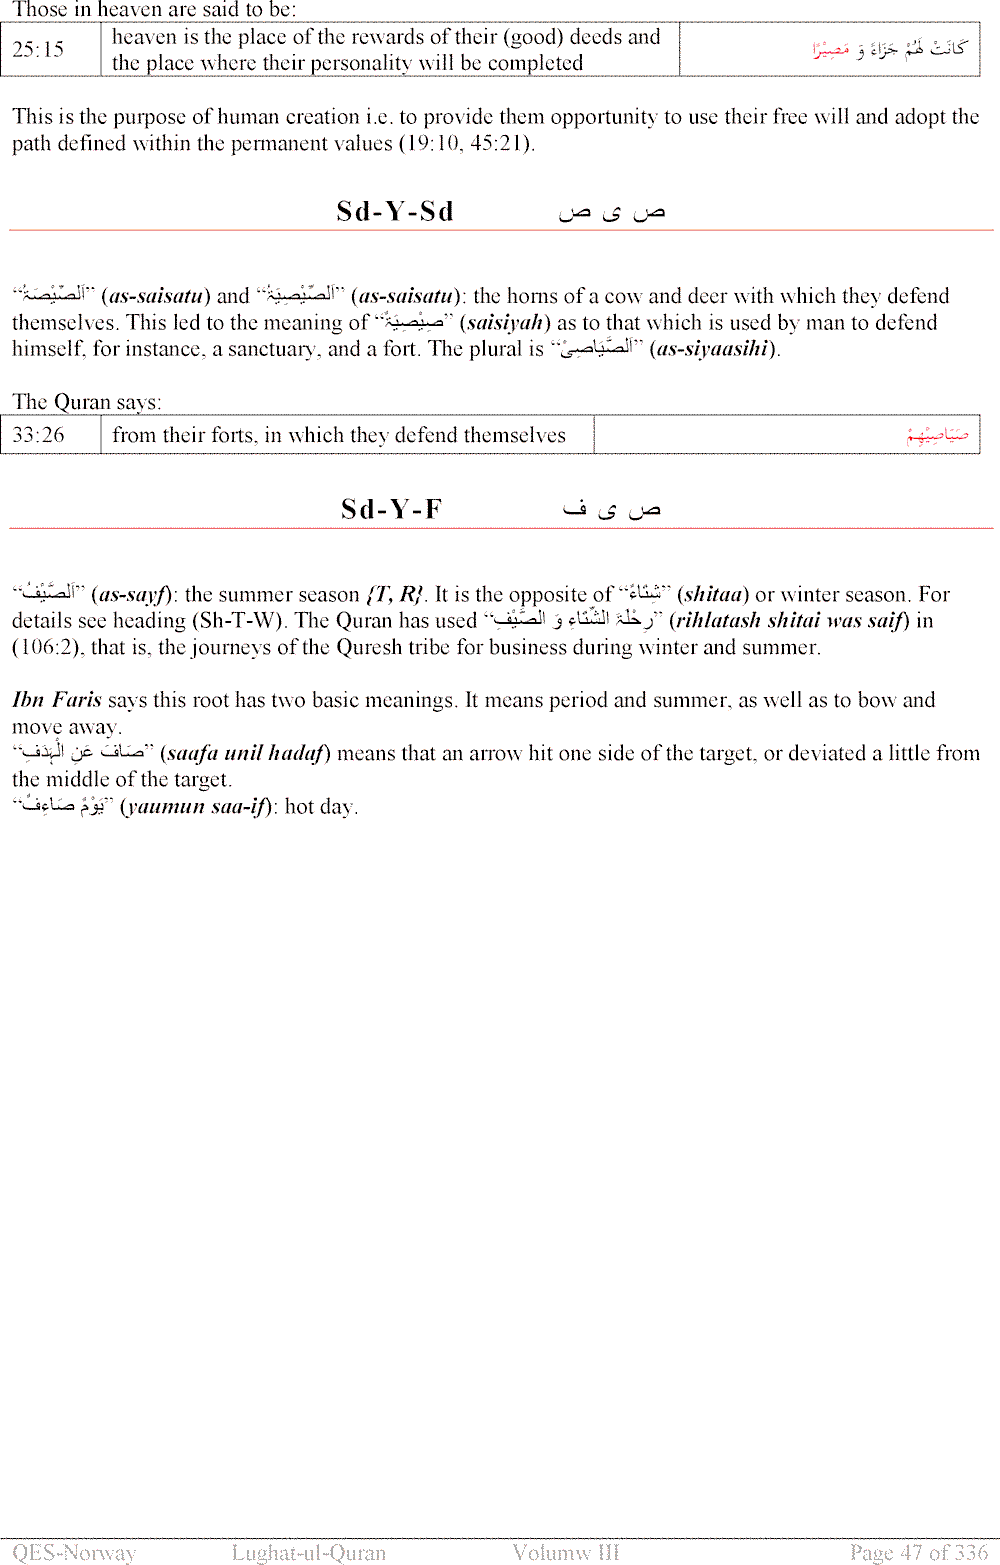 Those in heaven are said to be:
25:15 heaven is the place of the rewards of their (good) deeds and كَانَتْ لَهُمْ جَزَاءً وَ مَصِيْرًا
the place where their personality will be completed
This is the purpose of human creation i.e. to provide them opportunity to use their free will and adopt the
path defined within the permanent values (19:10, 45:21).
Sd-Y-Sd ص ی ص
“اَلصِّيْصَۃُ” (as-saisatu) and “اَلصِّيْصِيَۃُ” (as-saisatu): the horns of a cow and deer with which they defend
themselves. This led to the meaning of “صِيْصِيَۃٌ” (saisiyah) as to that which is used by man to defend
himself, for instance, a sanctuary, and a fort. The plural is “اَلصَّيَاصِیْ” (as-siyaasihi).
The Quran says:
33:26 from their forts, in which they defend themselves صَيَاصِيْهِمْ
Sd-Y-F ص ی ف
“اَلصَّيْفُ” (as-sayf): the summer season {T, R}. It is the opposite of “شِتَاءٌ” (shitaa) or winter season. For
details see heading (Sh-T-W). The Quran has used “رِحْلَۃَ الشِّتَاءِ وَ الصَّيْفِ” (rihlatash shitai was saif) in
(106:2), that is, the journeys of the Quresh tribe for business during winter and summer.
Ibn Faris says this root has two basic meanings. It means period and summer, as well as to bow and
move away.
“صَافَ عَنِ الْہَدَفِ” (saafa unil hadaf) means that an arrow hit one side of the target, or deviated a little from
the middle of the target.
“يَوْمٌ صَاءِفٌ” (yaumun saa-if): hot day.
QES-Norway Lughat-ul-Quran Volumw III Page 47 of 336